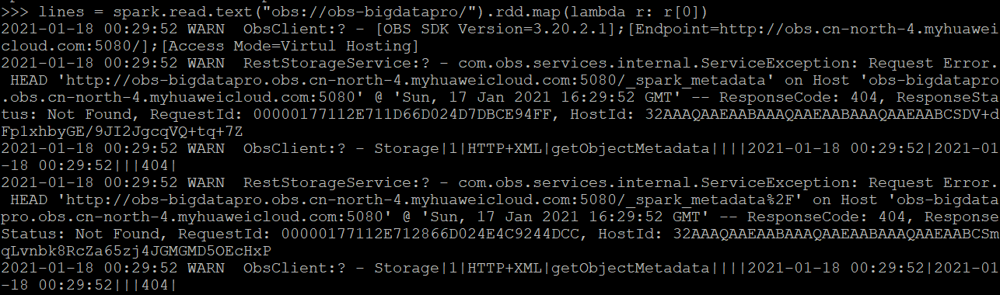 >>> lines = spark.read.text("obs://obs-bigdatapro/").rdd.map(lambda r: r[0])
2021-01-18 00:29:52 WARN  ObsClient:? - [OBS SDK Version=3.20.2.1];[Endpoint=http://obs.cn-north-4.myhuawei
cloud.com:5080/];[Access Mode=Virtul Hosting]
2021-01-18 00:29:52 WARN  RestStorageService:? - com.obs.services.internal.ServiceException: Request Error.
 HEAD 'http://obs-bigdatapro.obs.cn-north-4.myhuaweicloud.com:5080/_spark_metadata' on Host 'obs-bigdatapro
.obs.cn-north-4.myhuaweicloud.com:5080' @ 'Sun, 17 Jan 2021 16:29:52 GMT' -- ResponseCode: 404, ResponseSta
tus: Not Found, RequestId: 00000177112E711D66D024D7DBCE94FF, HostId: 32AAAQAAEAABAAAQAAEAABAAAQAAEAABCSDV+d
Fp1xhbyGE/9JI2JgcqVQ+tq+7Z
2021-01-18 00:29:52 WARN  ObsClient:? - Storage|1|HTTP+XML|getObjectMetadata||||2021-01-18 00:29:52|2021-01
-18 00:29:52|||404|
2021-01-18 00:29:52 WARN  RestStorageService:? - com.obs.services.internal.ServiceException: Request Error.
 HEAD 'http://obs-bigdatapro.obs.cn-north-4.myhuaweicloud.com:5080/_spark_metadata%2F' on Host 'obs-bigdata
pro.obs.cn-north-4.myhuaweicloud.com:5080' @ 'Sun, 17 Jan 2021 16:29:52 GMT' -- ResponseCode: 404, Response
Status: Not Found, RequestId: 00000177112E712866D024E4C9244DCC, HostId: 32AAAQAAEAABAAAQAAEAABAAAQAAEAABCSm
qLvnbk8RcZa65zj4JGMGMD5OEcHxP
2021-01-18 00:29:52 WARN  ObsClient:? - Storage|1|HTTP+XML|getObjectMetadata||||2021-01-18 00:29:52|2021-01
-18 00:29:52|||404|